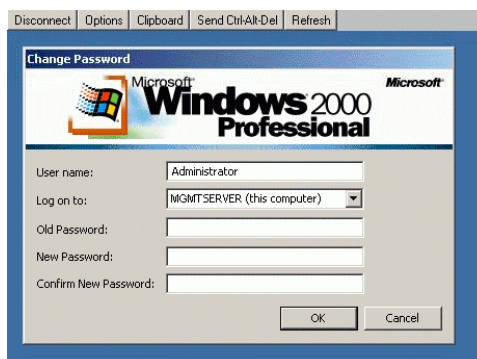 Disconnect Options Clipboard Send Ctrl-Alt-Del Refresh
Change Password
Microsoft
Microsoft
Windows 2000
Professional
User name: Administrator
Log on to: MGMTSERVER (this computer)
Old Password:
New Password:
Confirm New Password:
OK Cancel